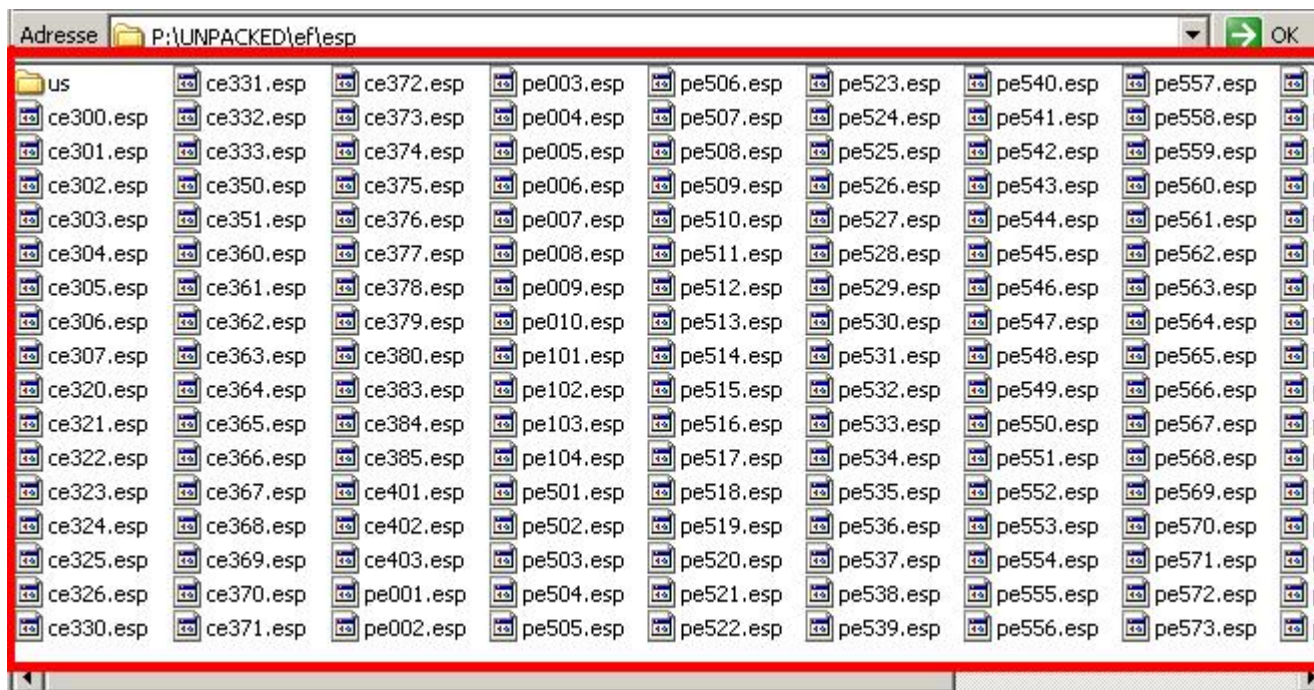 Adresse P:\UNPACKED\ef\esp OK
us ce331.esp ce372.esp pe003.esp pe506.esp pe523.esp pe540.esp pe557.esp
ce300.esp ce332.esp ce373.esp pe004.esp pe507.esp pe524.esp pe541.esp pe558.esp
ce301.esp ce333.esp ce374.esp pe005.esp pe508.esp pe525.esp pe542.esp pe559.esp
ce302.esp ce350.esp ce375.esp pe006.esp pe509.esp pe526.esp pe543.esp pe560.esp
ce303.esp ce351.esp ce376.esp pe007.esp pe510.esp pe527.esp pe544.esp pe561.esp
ce304.esp ce360.esp ce377.esp pe008.esp pe511.esp pe528.esp pe545.esp pe562.esp
ce305.esp ce361.esp ce378.esp pe009.esp pe512.esp pe529.esp pe546.esp pe563.esp
ce306.esp ce362.esp ce379.esp pe010.esp pe513.esp pe530.esp pe547.esp pe564.esp
ce307.esp ce363.esp ce380.esp pe101.esp pe514.esp pe531.esp pe548.esp pe565.esp
ce320.esp ce364.esp ce383.esp pe102.esp pe515.esp pe532.esp pe549.esp pe566.esp
ce321.esp ce365.esp ce384.esp pe103.esp pe516.esp pe533.esp pe550.esp pe567.esp
ce322.esp ce366.esp ce385.esp pe104.esp pe517.esp pe534.esp pe551.esp pe568.esp
ce323.esp ce367.esp ce401.esp pe501.esp pe518.esp pe535.esp pe552.esp pe569.esp
ce324.esp ce368.esp ce402.esp pe502.esp pe519.esp pe536.esp pe553.esp pe570.esp
ce325.esp ce369.esp ce403.esp pe503.esp pe520.esp pe537.esp pe554.esp pe571.esp
ce326.esp ce370.esp pe001.esp pe504.esp pe521.esp pe538.esp pe555.esp pe572.esp
ce330.esp ce371.esp pe002.esp pe505.esp pe522.esp pe539.esp pe556.esp pe573.esp